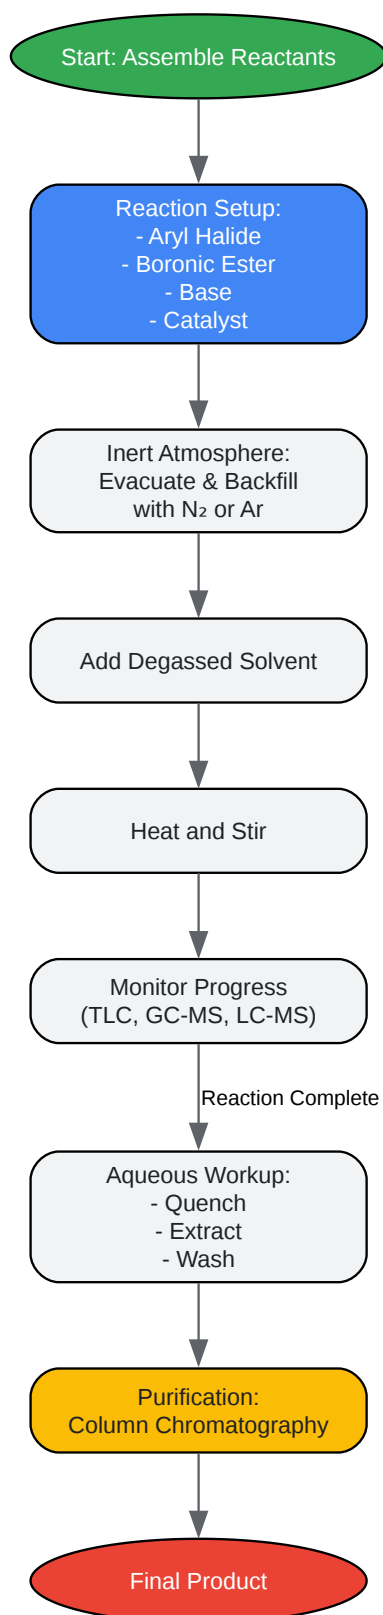 Start: Assemble Reactants
Reaction Setup:
- Aryl Halide
- Boronic Ester
- Base
- Catalyst
Inert Atmosphere:
Evacuate & Backfill
with N₂ or Ar
Add Degassed Solvent
Heat and Stir
Monitor Progress
(TLC, GC-MS, LC-MS)
Reaction Complete
Aqueous Workup:
- Quench
- Extract
- Wash
Purification:
Column Chromatography
Final Product